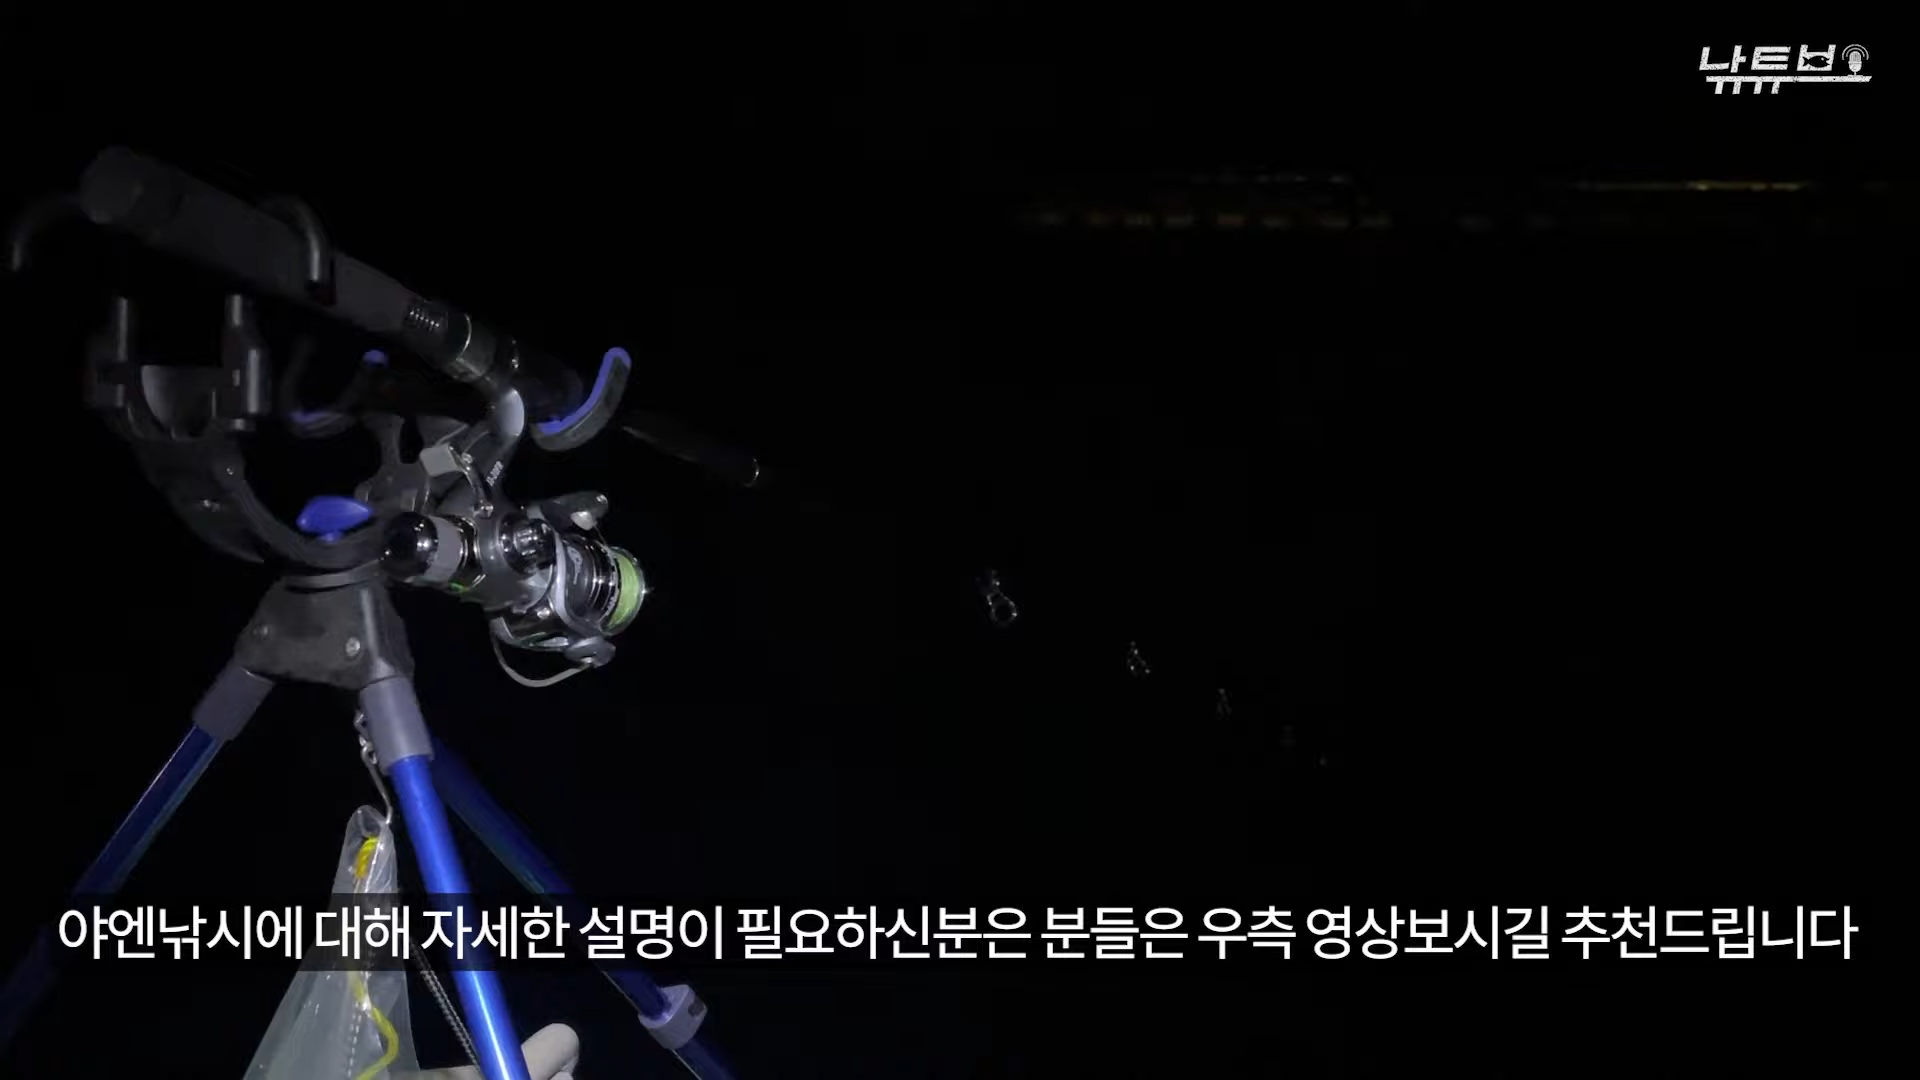 낚튜브
야엔낚시에 대해 자세한 설명이 필요하신분은 분들은 우측 영상보시길 추천드립니다